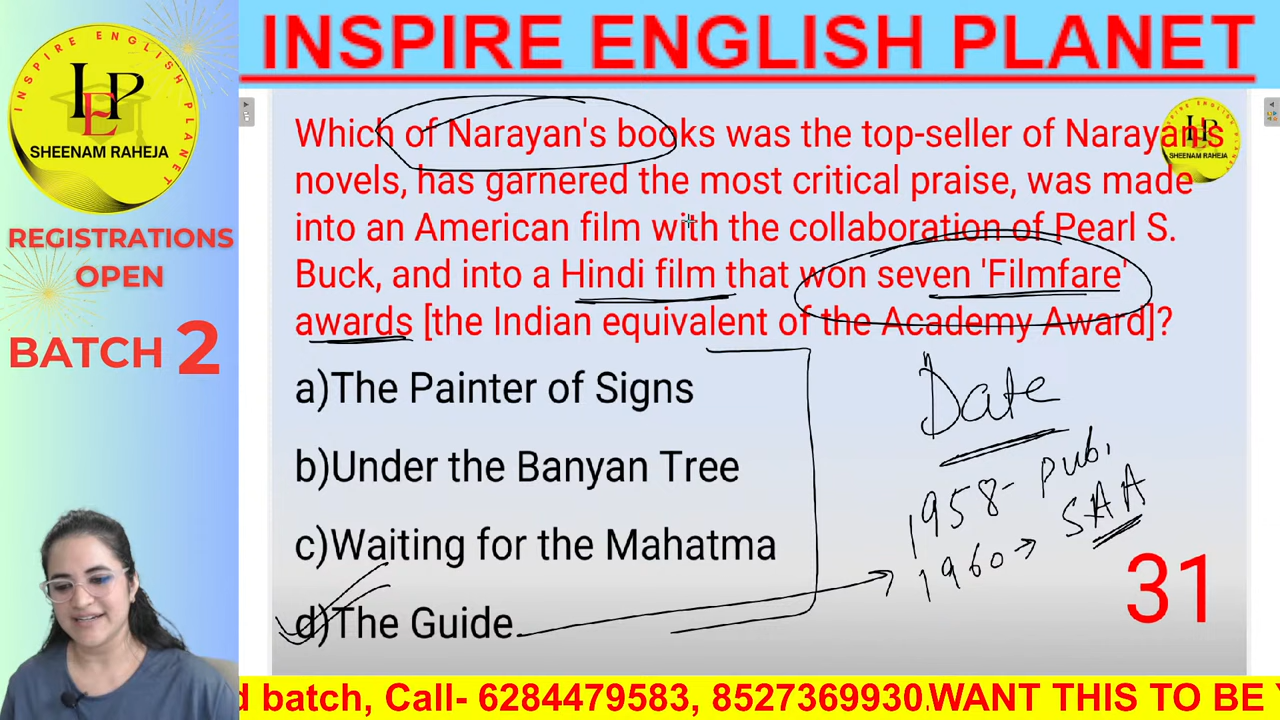 INSPIRE ENGLISH PLANET
INSPIRE ENGLISH PLANET
IEP
SHEENAM RAHEJA
REGISTRATIONS
OPEN
BATCH 2
IEP
SHEENAM RAHEJA
Which of Narayan's books was the top-seller of Narayan's
novels, has garnered the most critical praise, was made
into an American film with the collaboration of Pearl S.
Buck, and into a Hindi film that won seven 'Filmfare'
awards [the Indian equivalent of the Academy Award]?
a)The Painter of Signs
b)Under the Banyan Tree
c)Waiting for the Mahatma
d)The Guide
Date
1958- Pub.
1960→ SAA
31
d batch, Call- 6284479583, 8527369930.WANT THIS TO BE